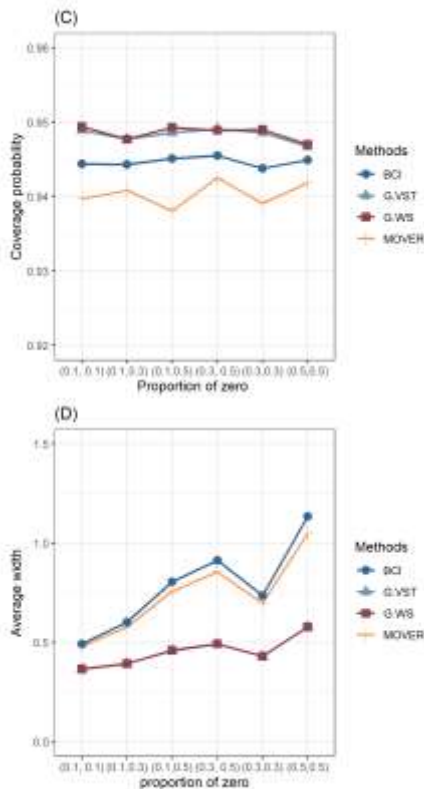 (C)
0.96
0.95
0.94
0.93
0.92
Coverage probability
(0.1, 0.1) (0.1,0.3) (0.1,0.5) (0.3, 0.5) (0.3,0.3) (0.5,0.5)
Proportion of zero
Methods
BCI
G.VST
G.WS
MOVER
(D)
1.5
1.0
0.5
0.0
Average width
(0.1, 0.1) (0.1,0.3) (0.1,0.5) (0.3, 0.5) (0.3,0.3) (0.5,0.5)
proportion of zero
Methods
BCI
G.VST
G.WS
MOVER